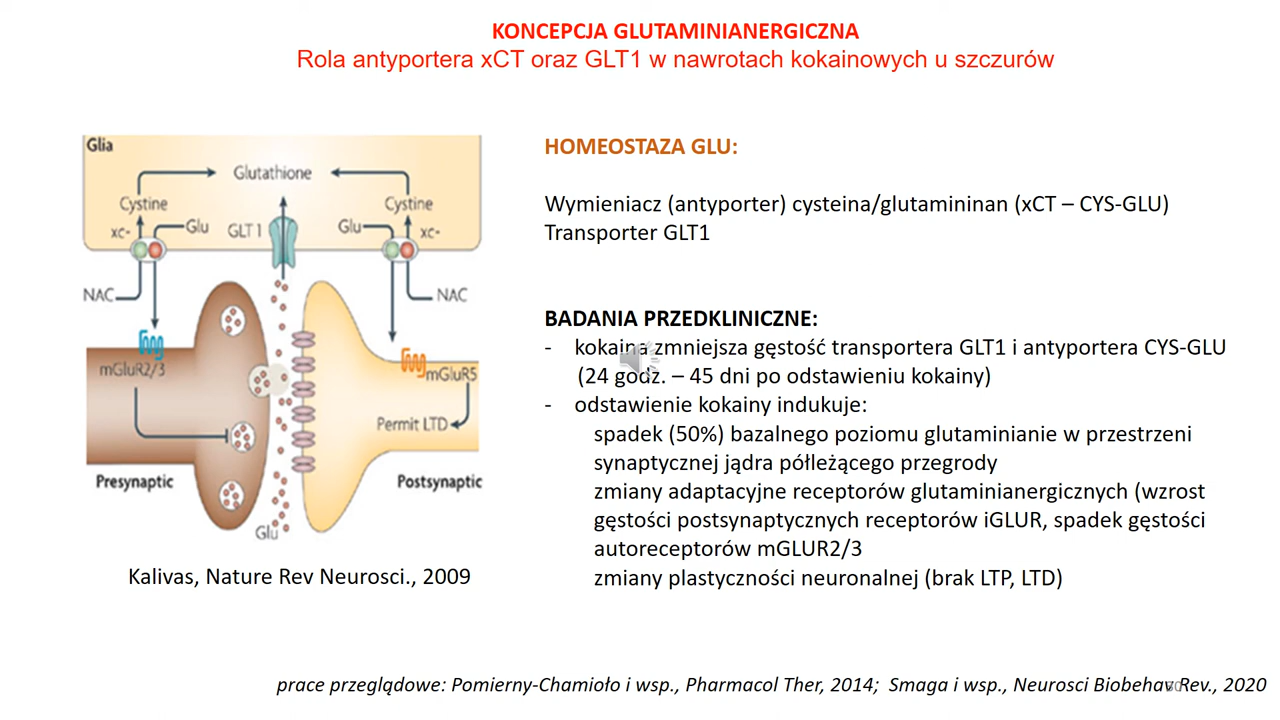 KONCEPCJA GLUTAMINIANERGICZNA
Rola antyportera xCT oraz GLT1 w nawrotach kokainowych u szczurów
Glia
Glutathione
Cystine
Cystine
xc-
Glu
GLT 1
Glu
xc-
NAC
NAC
mGluR2/3
mGluR5
Permit LTD
Presynaptic
Postsynaptic
Glu
Kalivas, Nature Rev Neurosci., 2009
HOMEOSTAZA GLU:
Wymieniacz (antyporter) cysteina/glutamininan (xCT – CYS-GLU)
Transporter GLT1
BADANIA PRZEDKLINICZNE:
- kokaina zmniejsza gęstość transportera GLT1 i antyportera CYS-GLU
(24 godz. – 45 dni po odstawieniu kokainy)
- odstawienie kokainy indukuje:
spadek (50%) bazalnego poziomu glutaminianie w przestrzeni
synaptycznej jądra półleżącego przegrody
zmiany adaptacyjne receptorów glutaminianergicznych (wzrost
gęstości postsynaptycznych receptorów iGLUR, spadek gęstości
autoreceptorów mGLUR2/3
zmiany plastyczności neuronalnej (brak LTP, LTD)
prace przeglądowe: Pomierny-Chamioło i wsp., Pharmacol Ther, 2014; Smaga i wsp., Neurosci Biobehav Rev., 2020